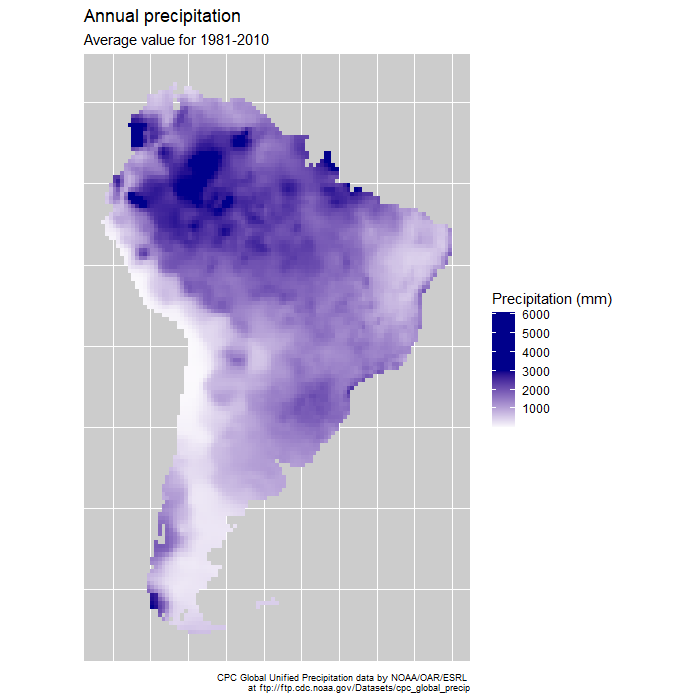 Annual precipitation
Average value for 1981-2010
Precipitation (mm)
6000
5000
4000
3000
2000
1000
CPC Global Unified Precipitation data by NOAA/OAR/ESRL
at ftp://ftp.cdc.noaa.gov/Datasets/cpc_global_precip